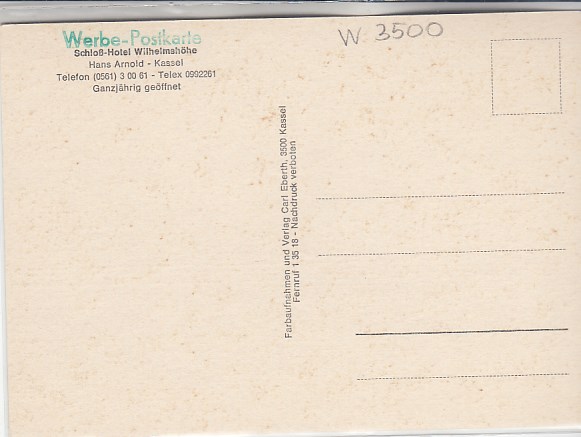 Werbe-Postkarte
Schloß-Hotel Wilhelmshöhe
Hans Arnold - Kassel
Telefon (0561) 3 00 61 - Telex 0992261
Ganzjährig geöffnet
W 3500
Farbaufnahmen und Verlag Carl Eberth, 3500 Kassel
Fernruf 1 35 18 - Nachdruck verboten